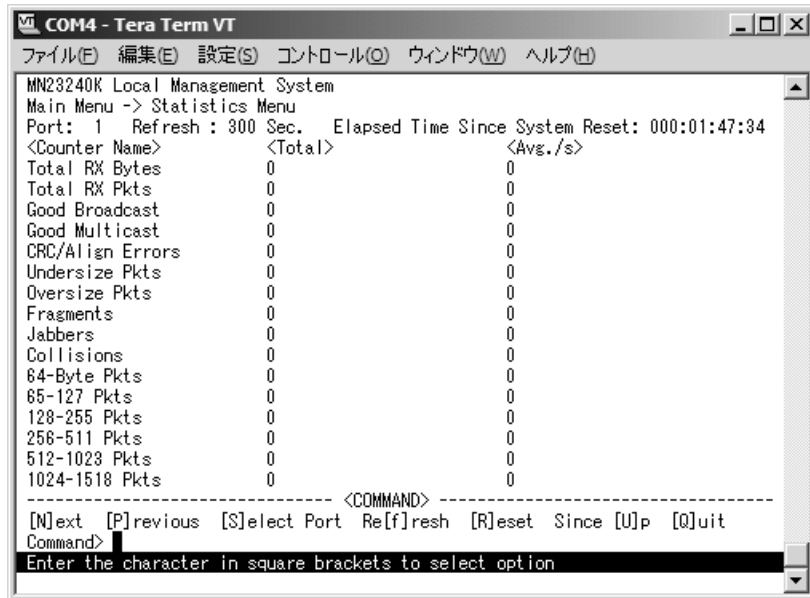 COM4 - Tera Term VT
ファイル(F) 編集(E) 設定(S) コントロール(O) ウィンドウ(W) ヘルプ(H)
MN23240K Local Management System
Main Menu -> Statistics Menu
Port: 1 Refresh : 300 Sec. Elapsed Time Since System Reset: 000:01:47:34
<Counter Name> <Total> <Avg./s>
Total RX Bytes 0 0
Total RX Pkts 0 0
Good Broadcast 0 0
Good Multicast 0 0
CRC/Align Errors 0 0
Undersize Pkts 0 0
Oversize Pkts 0 0
Fragments 0 0
Jabbers 0 0
Collisions 0 0
64-Byte Pkts 0 0
65-127 Pkts 0 0
128-255 Pkts 0 0
256-511 Pkts 0 0
512-1023 Pkts 0 0
1024-1518 Pkts 0 0
-------------------------------- <COMMAND> -----------------------------------
[N]ext [P]revious [S]elect Port Re[f]resh [R]eset Since [U]p [Q]uit
Command>
Enter the character in square brackets to select option